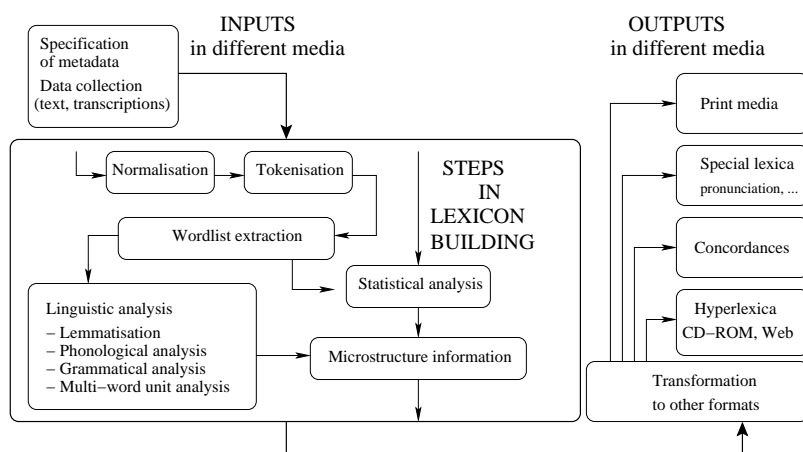 INPUTS
in different media
Specification
of metadata
Data collection
(text, transcriptions)
Normalisation
Tokenisation
STEPS
IN
LEXICON
BUILDING
Wordlist extraction
Statistical analysis
Linguistic analysis
– Lemmatisation
– Phonological analysis
– Grammatical analysis
– Multi–word unit analysis
Microstructure information
OUTPUTS
in different media
Print media
Special lexica
pronunciation, ...
Concordances
Hyperlexica
CD–ROM, Web
Transformation
to other formats